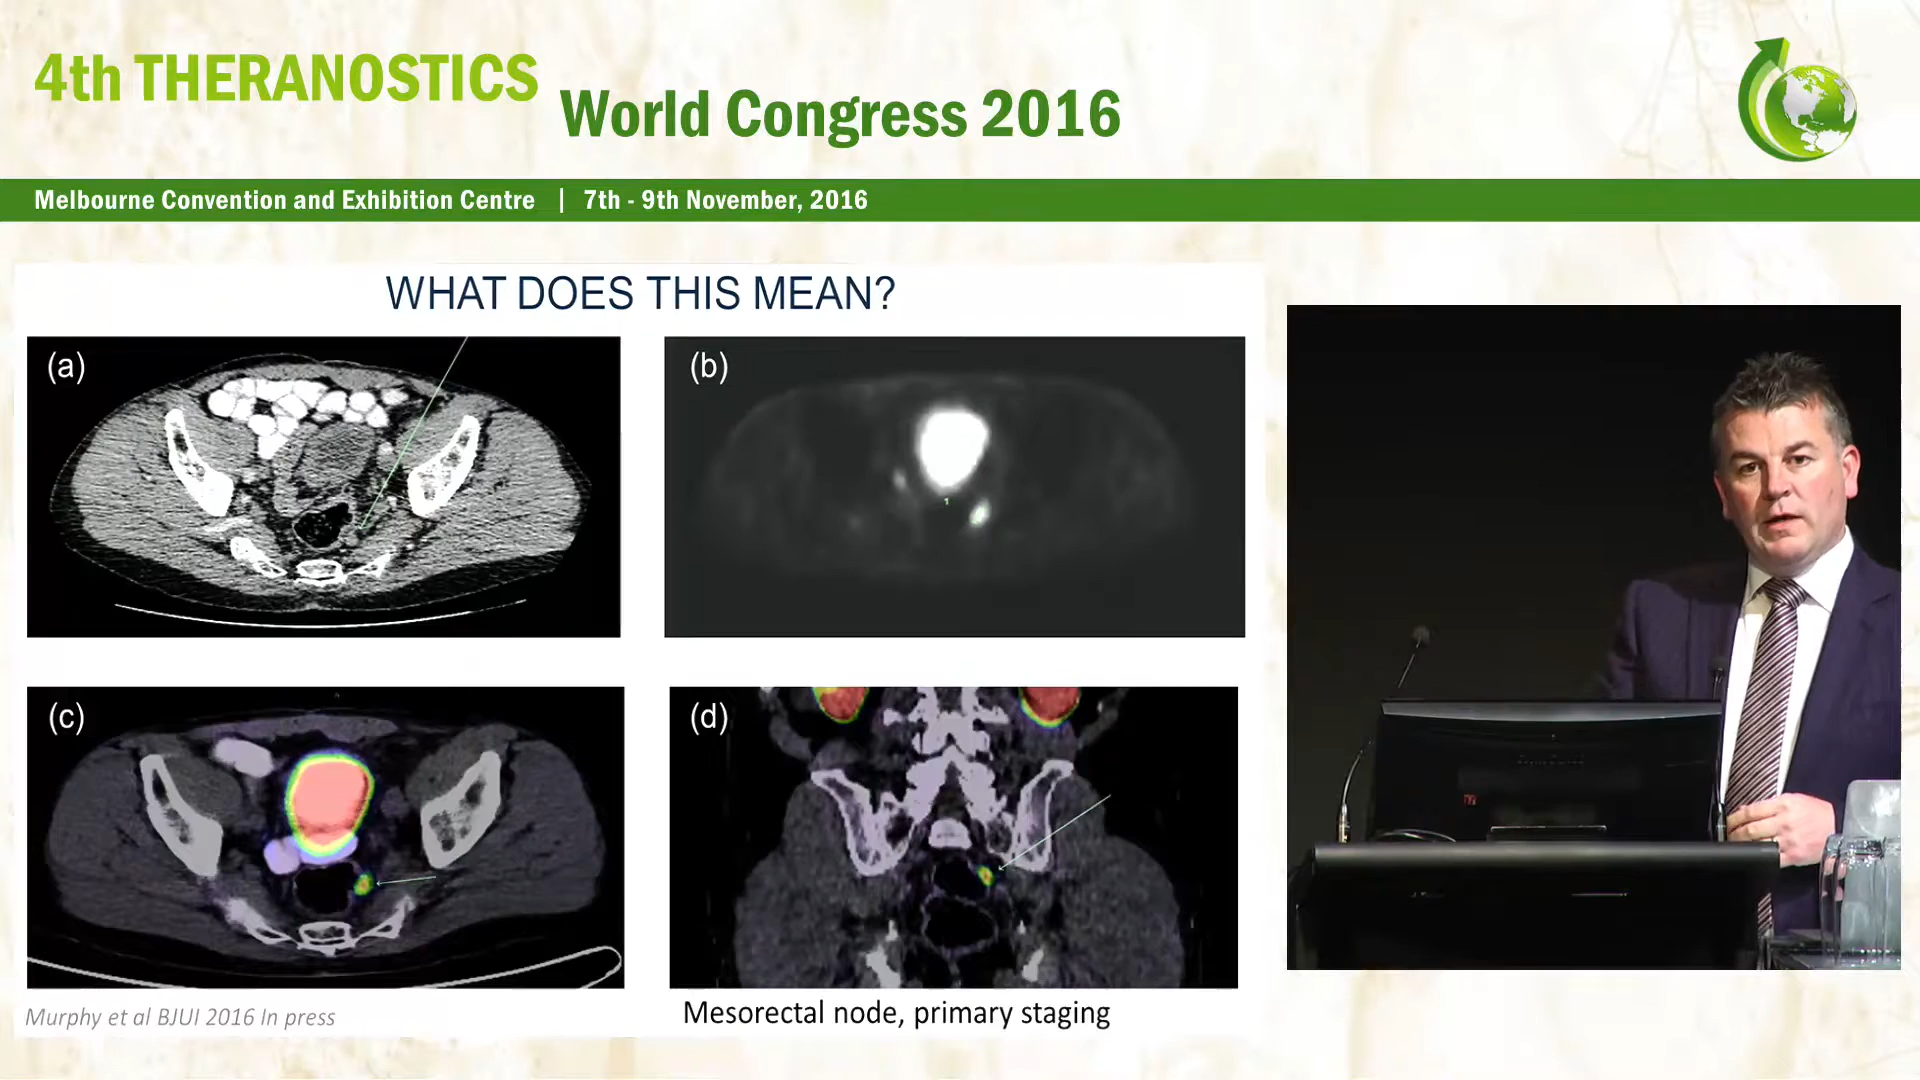 4th THERANOSTICS
World Congress 2016
Melbourne Convention and Exhibition Centre | 7th - 9th November, 2016
WHAT DOES THIS MEAN?
(a)
(b)
1
(c)
(d)
Murphy et al BJUI 2016 In press
Mesorectal node, primary staging